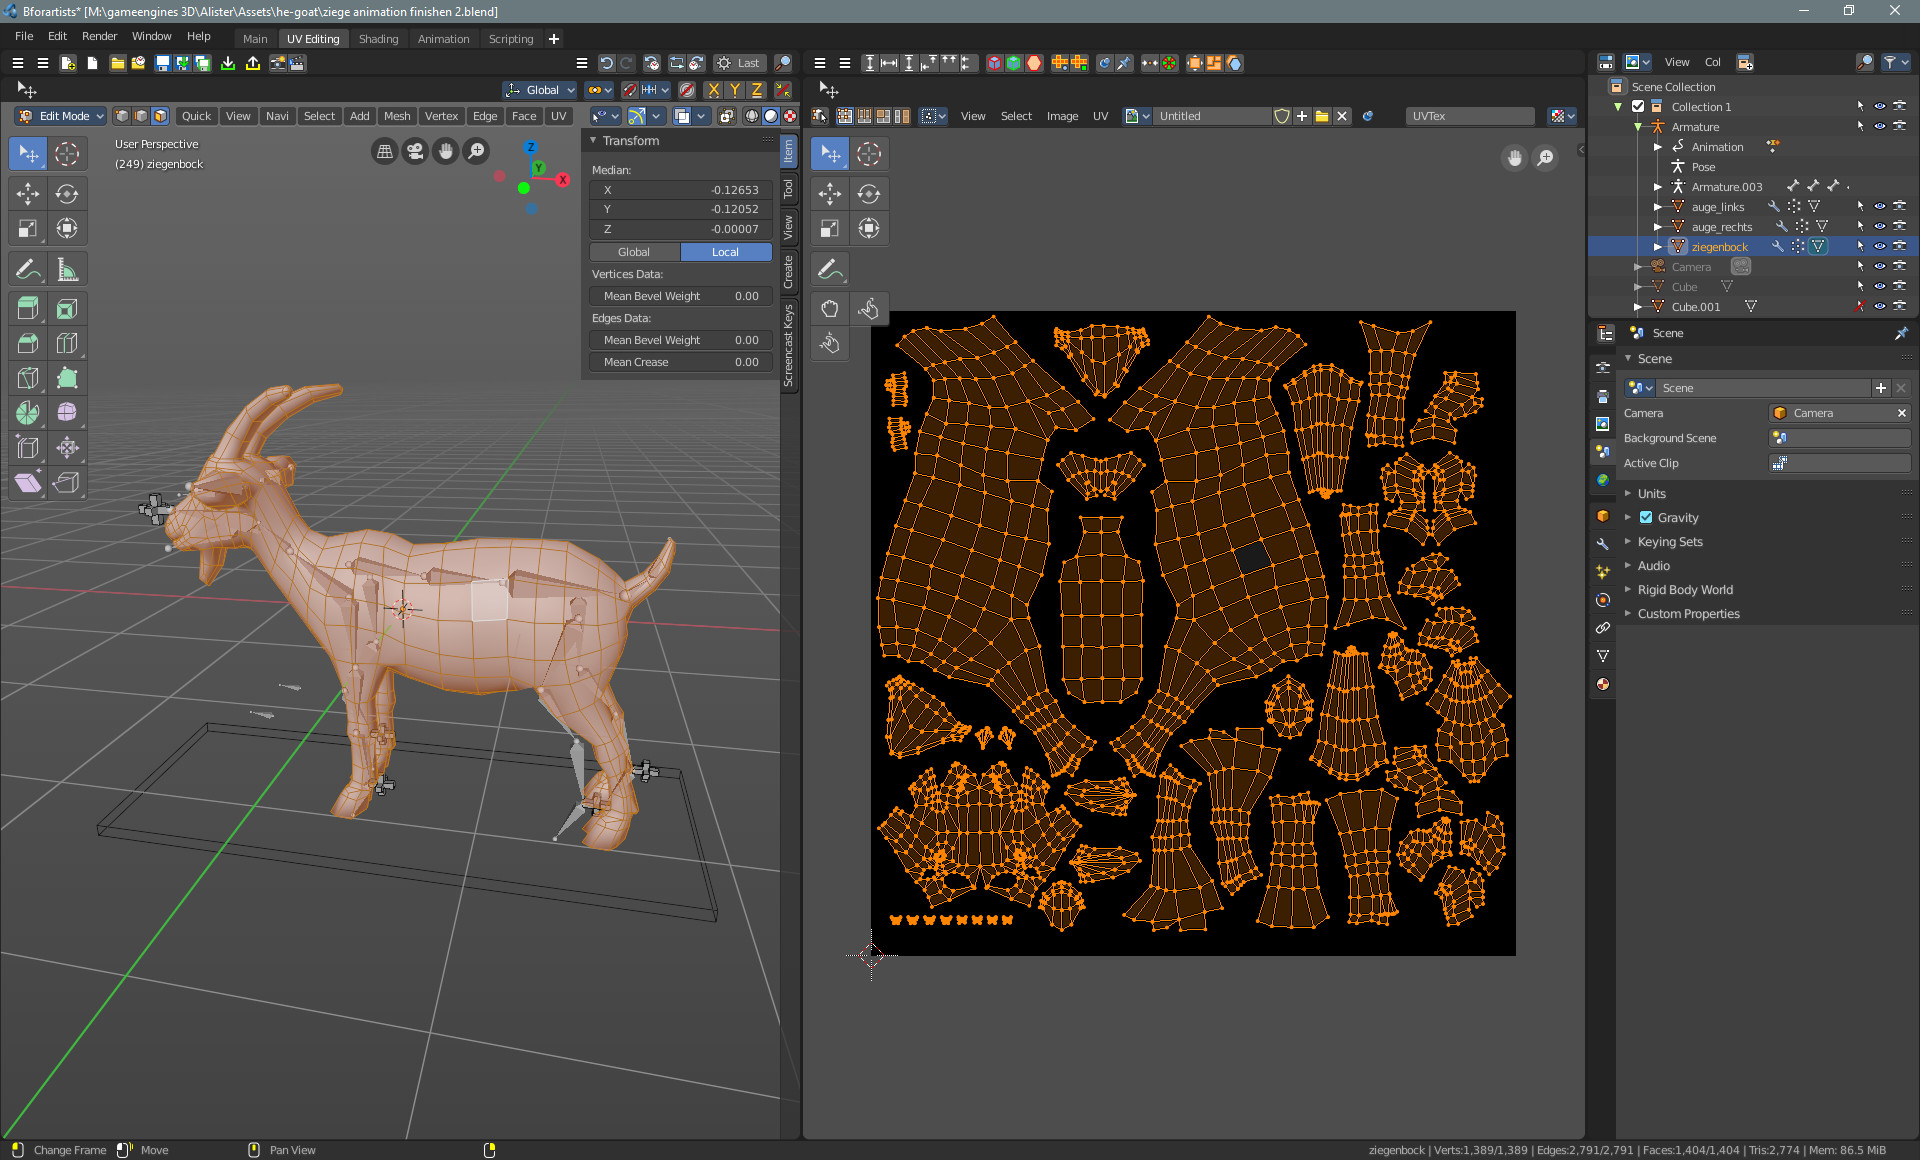 Bforartists* [M:\gameengines 3D\Alister\Assets\he-goat\ziege animation finishen 2.blend]
File Edit Render Window Help
Main UV Editing Shading Animation Scripting
Last
Global
Edit Mode Quick View Navi Select Add Mesh Vertex Edge Face UV
User Perspective
(249) ziegenbock
Z
Y
X
X Y Z
Transform
Median:
X -0.12653
Y -0.12052
Z -0.00007
Global Local
Vertices Data:
Mean Bevel Weight 0.00
Edges Data:
Mean Bevel Weight 0.00
Mean Crease 0.00
Item
Tool
View
Create
Screencast Keys
View Select Image UV Untitled UVTex
View Col
Scene Collection
Collection 1
Armature
Animation
Pose
Armature.003
auge_links
auge_rechts
ziegenbock
Camera
Cube
Cube.001
Scene
Scene
Scene
Camera Camera
Background Scene
Active Clip
Units
Gravity
Keying Sets
Audio
Rigid Body World
Custom Properties
Change Frame Move Pan View
ziegenbock | Verts:1,389/1,389 | Edges:2,791/2,791 | Faces:1,404/1,404 | Tris:2,774 | Mem: 86.5 MiB